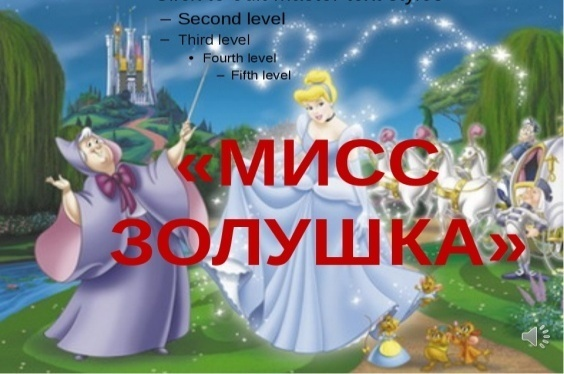 – Second level
– Third level
• Fourth level
– Fifth level
«МИСС
ЗОЛУШКА»